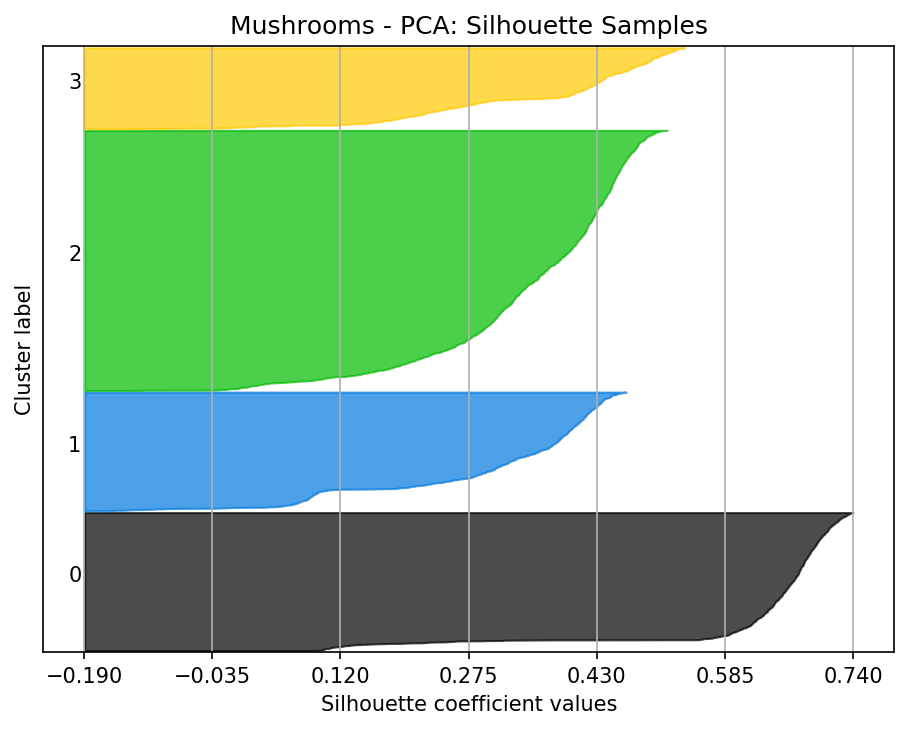 Mushrooms - PCA: Silhouette Samples
3
2
1
0
Cluster label
−0.190 −0.035 0.120 0.275 0.430 0.585 0.740
Silhouette coefficient values